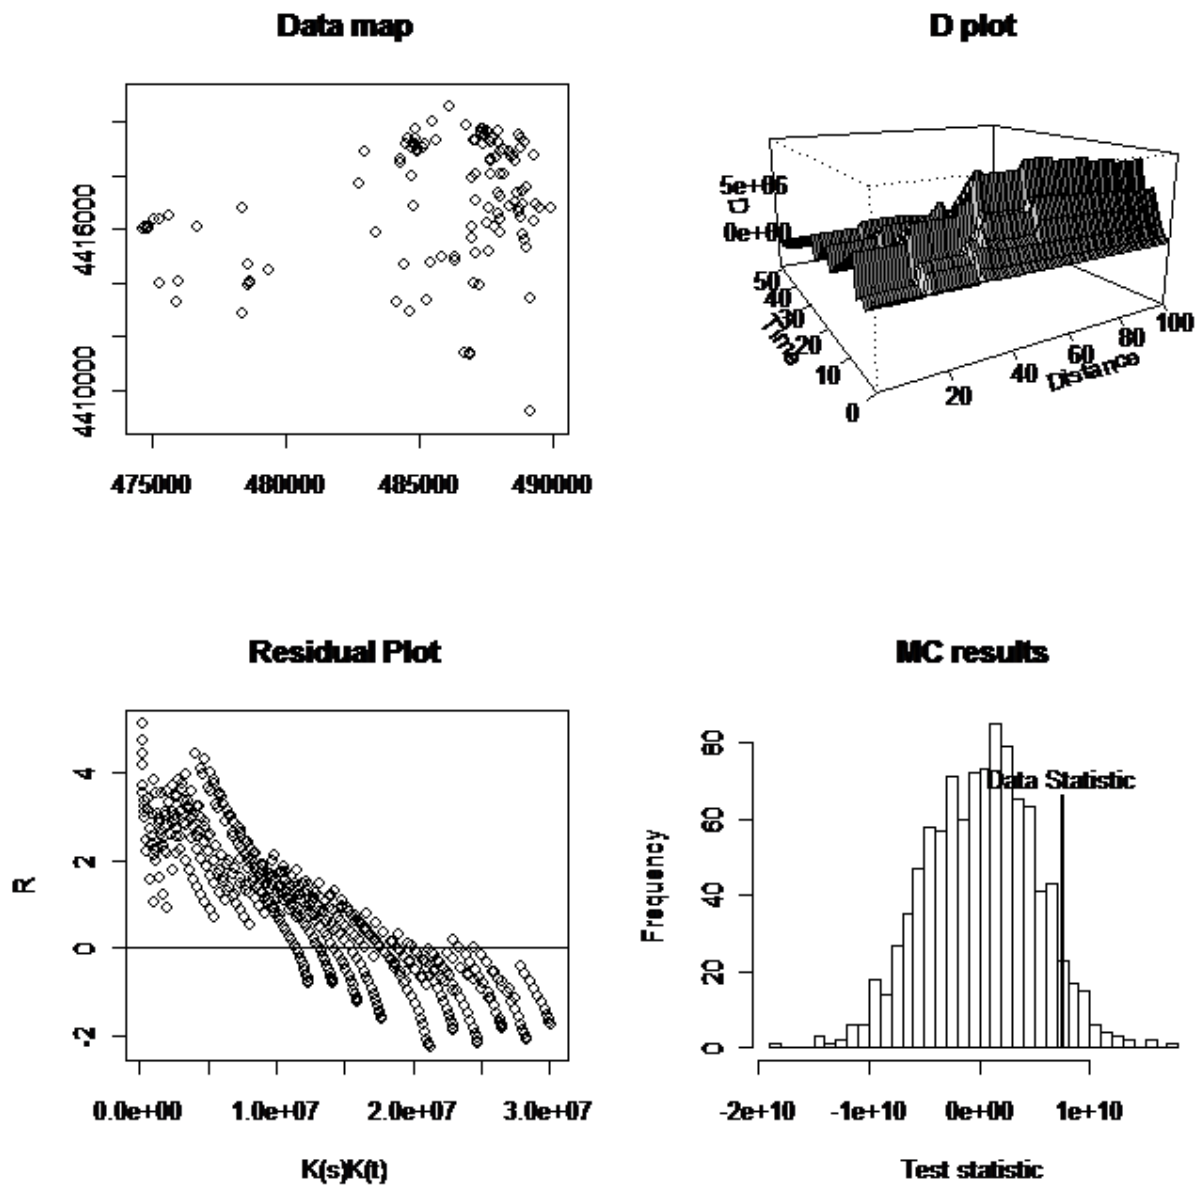 Data map
4416000
4410000
475000 480000 485000 490000
D plot
5e+06
D
0e+00
50
40
30
20
10
0
Time
20
40
60
80
100
Distance
Residual Plot
R
4
2
0
-2
0.0e+00 1.0e+07 2.0e+07 3.0e+07
K(s)K(t)
MC results
Data Statistic
Frequency
80
60
40
20
0
-2e+10 -1e+10 0e+00 1e+10
Test statistic